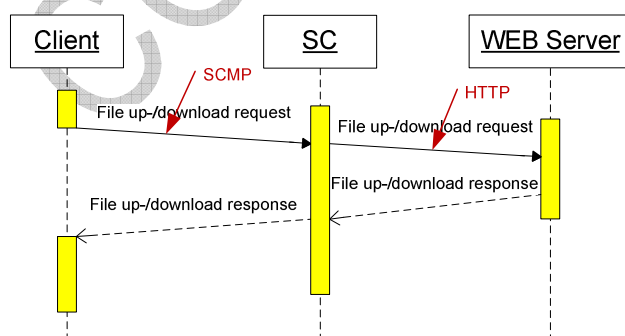 Client
SC
WEB Server
SCMP
HTTP
File up-/download request
File up-/download request
File up-/download response
File up-/download response